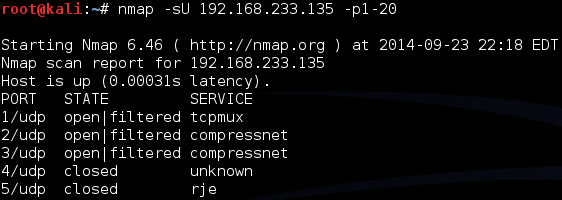 root@kali:~# nmap -sU 192.168.233.135 -p1-20
Starting Nmap 6.46 ( http://nmap.org ) at 2014-09-23 22:18 EDT
Nmap scan report for 192.168.233.135
Host is up (0.00031s latency).
PORT   STATE         SERVICE
1/udp  open|filtered tcpmux
2/udp  open|filtered compressnet
3/udp  open|filtered compressnet
4/udp  closed        unknown
5/udp  closed        rje